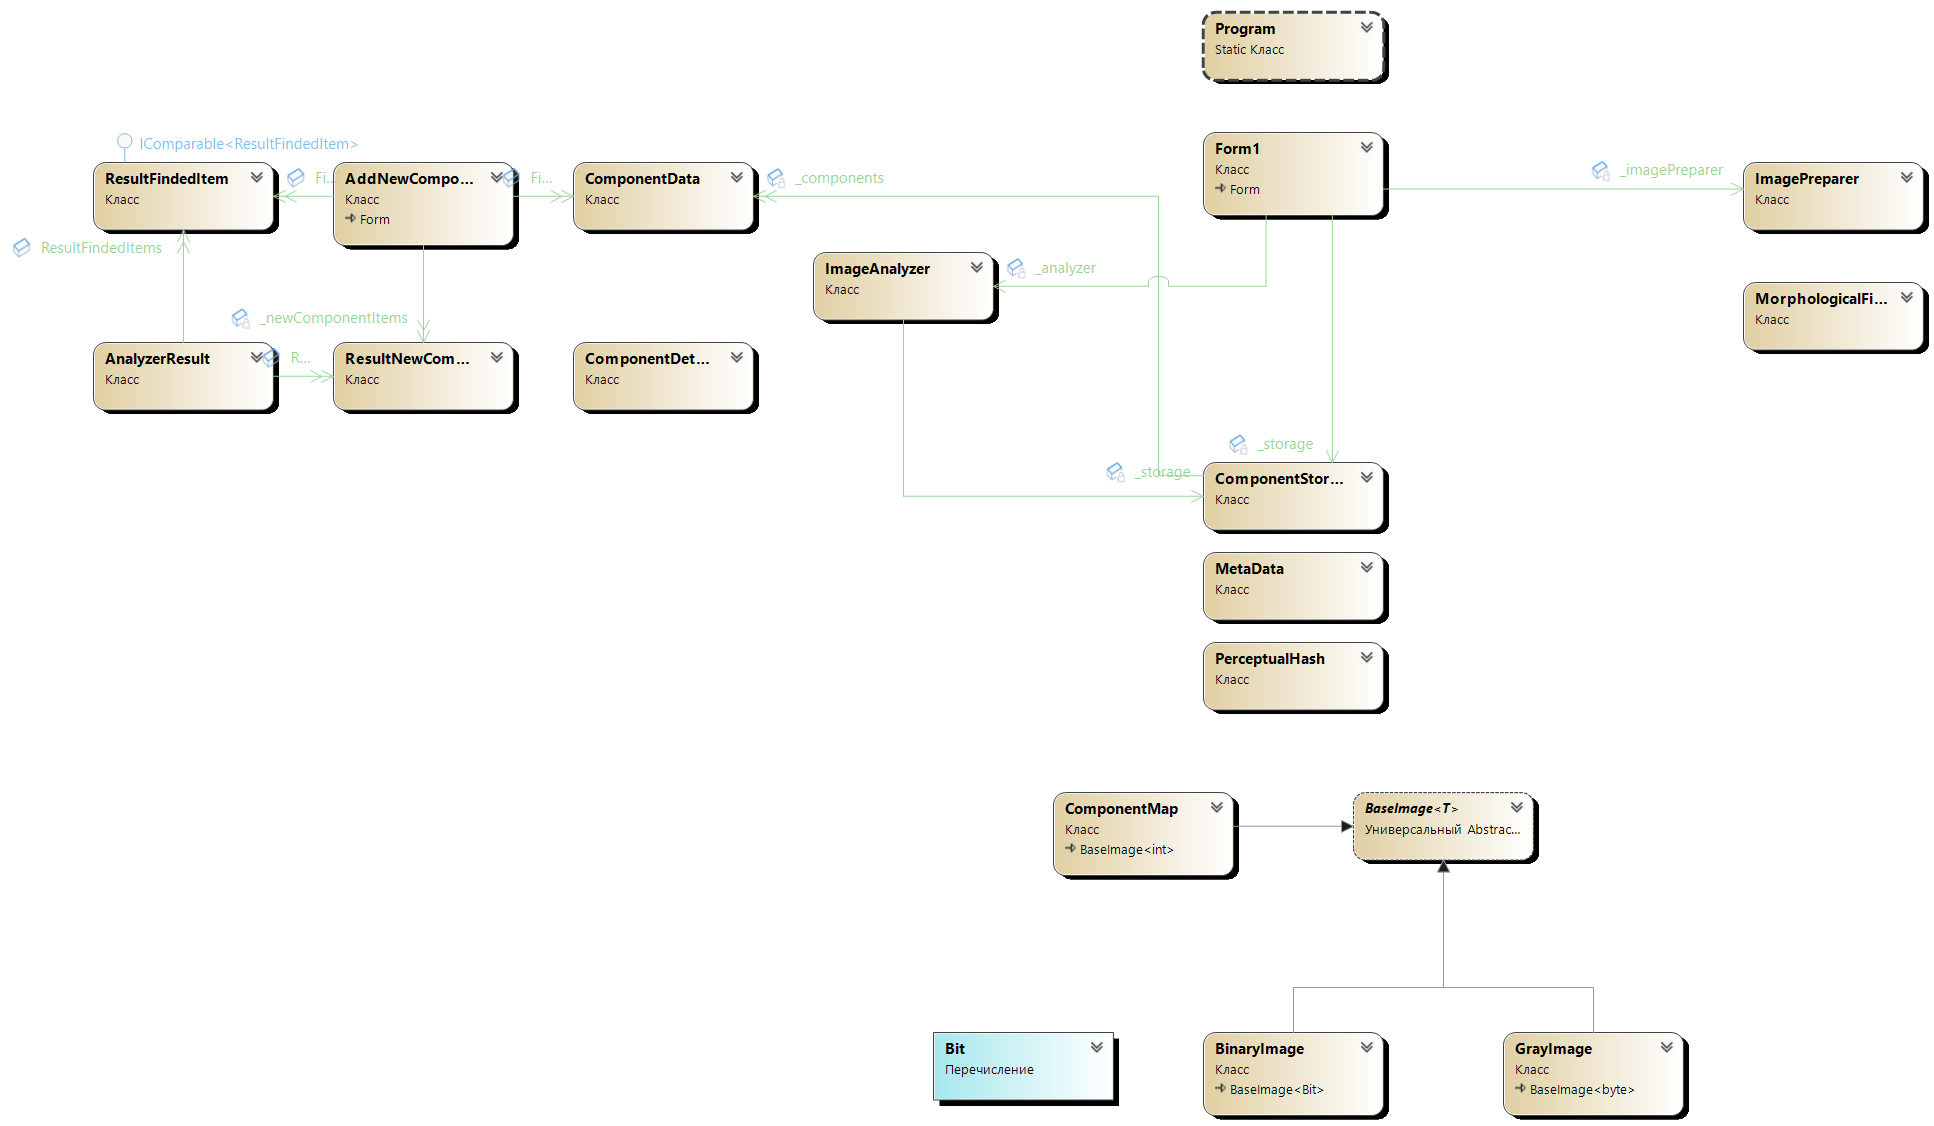 Program
Static Класс
IComparable<ResultFindedItem>
ResultFindedItem
Класс
Fi...
AddNewCompo...
Класс
Form
Fi...
ComponentData
Класс
_components
Form1
Класс
Form
_imagePreparer
ImagePreparer
Класс
ResultFindedItems
ImageAnalyzer
Класс
_analyzer
MorphologicalFi...
Класс
_newComponentItems
AnalyzerResult
Класс
R...
ResultNewCom...
Класс
ComponentDet...
Класс
_storage
_storage
ComponentStor...
Класс
MetaData
Класс
PerceptualHash
Класс
ComponentMap
Класс
BaseImage<int>
BaseImage<T>
Универсальный Abstrac...
Bit
Перечисление
BinaryImage
Класс
BaseImage<Bit>
GrayImage
Класс
BaseImage<byte>